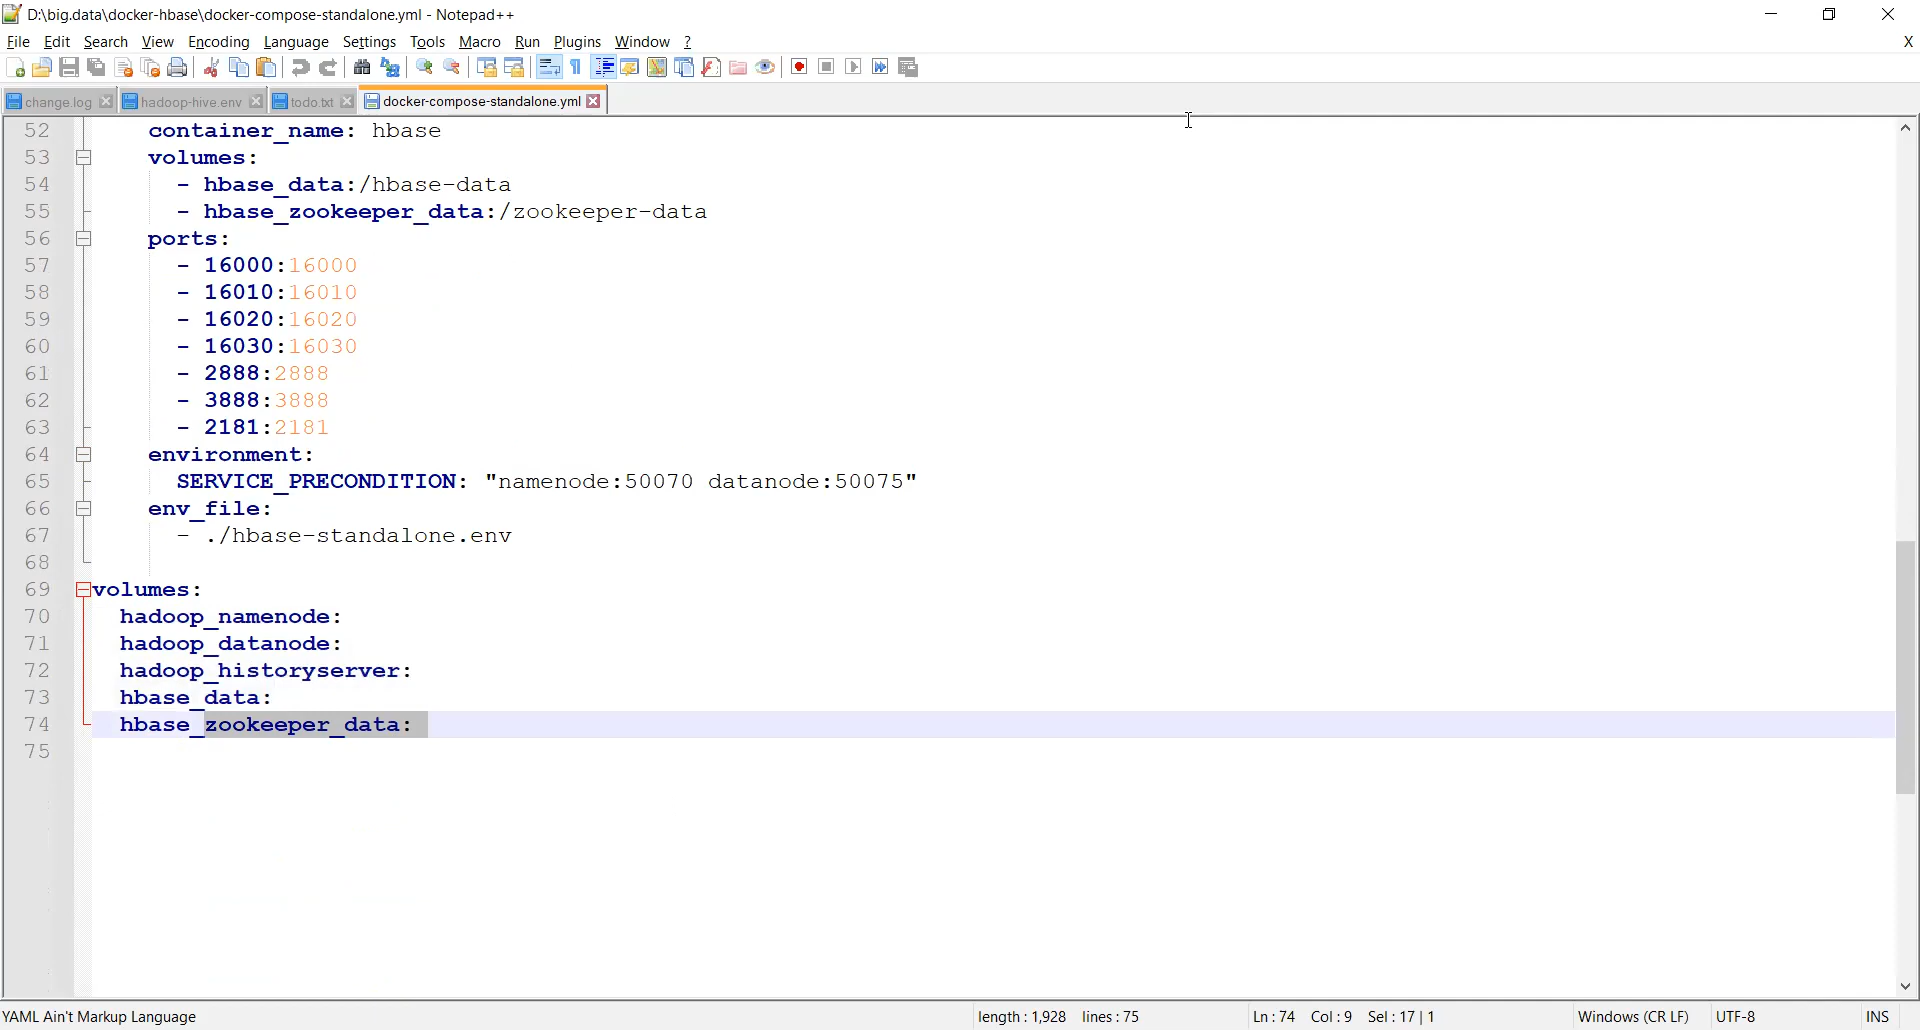 D:\big.data\docker-hbase\docker-compose-standalone.yml - Notepad++
File Edit Search View Encoding Language Settings Tools Macro Run Plugins Window ? X
change.log hadoop-hive.env todo.txt docker-compose-standalone.yml
52 container_name: hbase
53 volumes:
54 - hbase_data:/hbase-data
55 - hbase_zookeeper_data:/zookeeper-data
56 ports:
57 - 16000:16000
58 - 16010:16010
59 - 16020:16020
60 - 16030:16030
61 - 2888:2888
62 - 3888:3888
63 - 2181:2181
64 environment:
65 SERVICE_PRECONDITION: "namenode:50070 datanode:50075"
66 env_file:
67 - ./hbase-standalone.env
68
69 volumes:
70 hadoop_namenode:
71 hadoop_datanode:
72 hadoop_historyserver:
73 hbase_data:
74 hbase_zookeeper_data:
75
YAML Ain't Markup Language length : 1,928 lines : 75 Ln : 74 Col : 9 Sel : 17 | 1 Windows (CR LF) UTF-8 INS